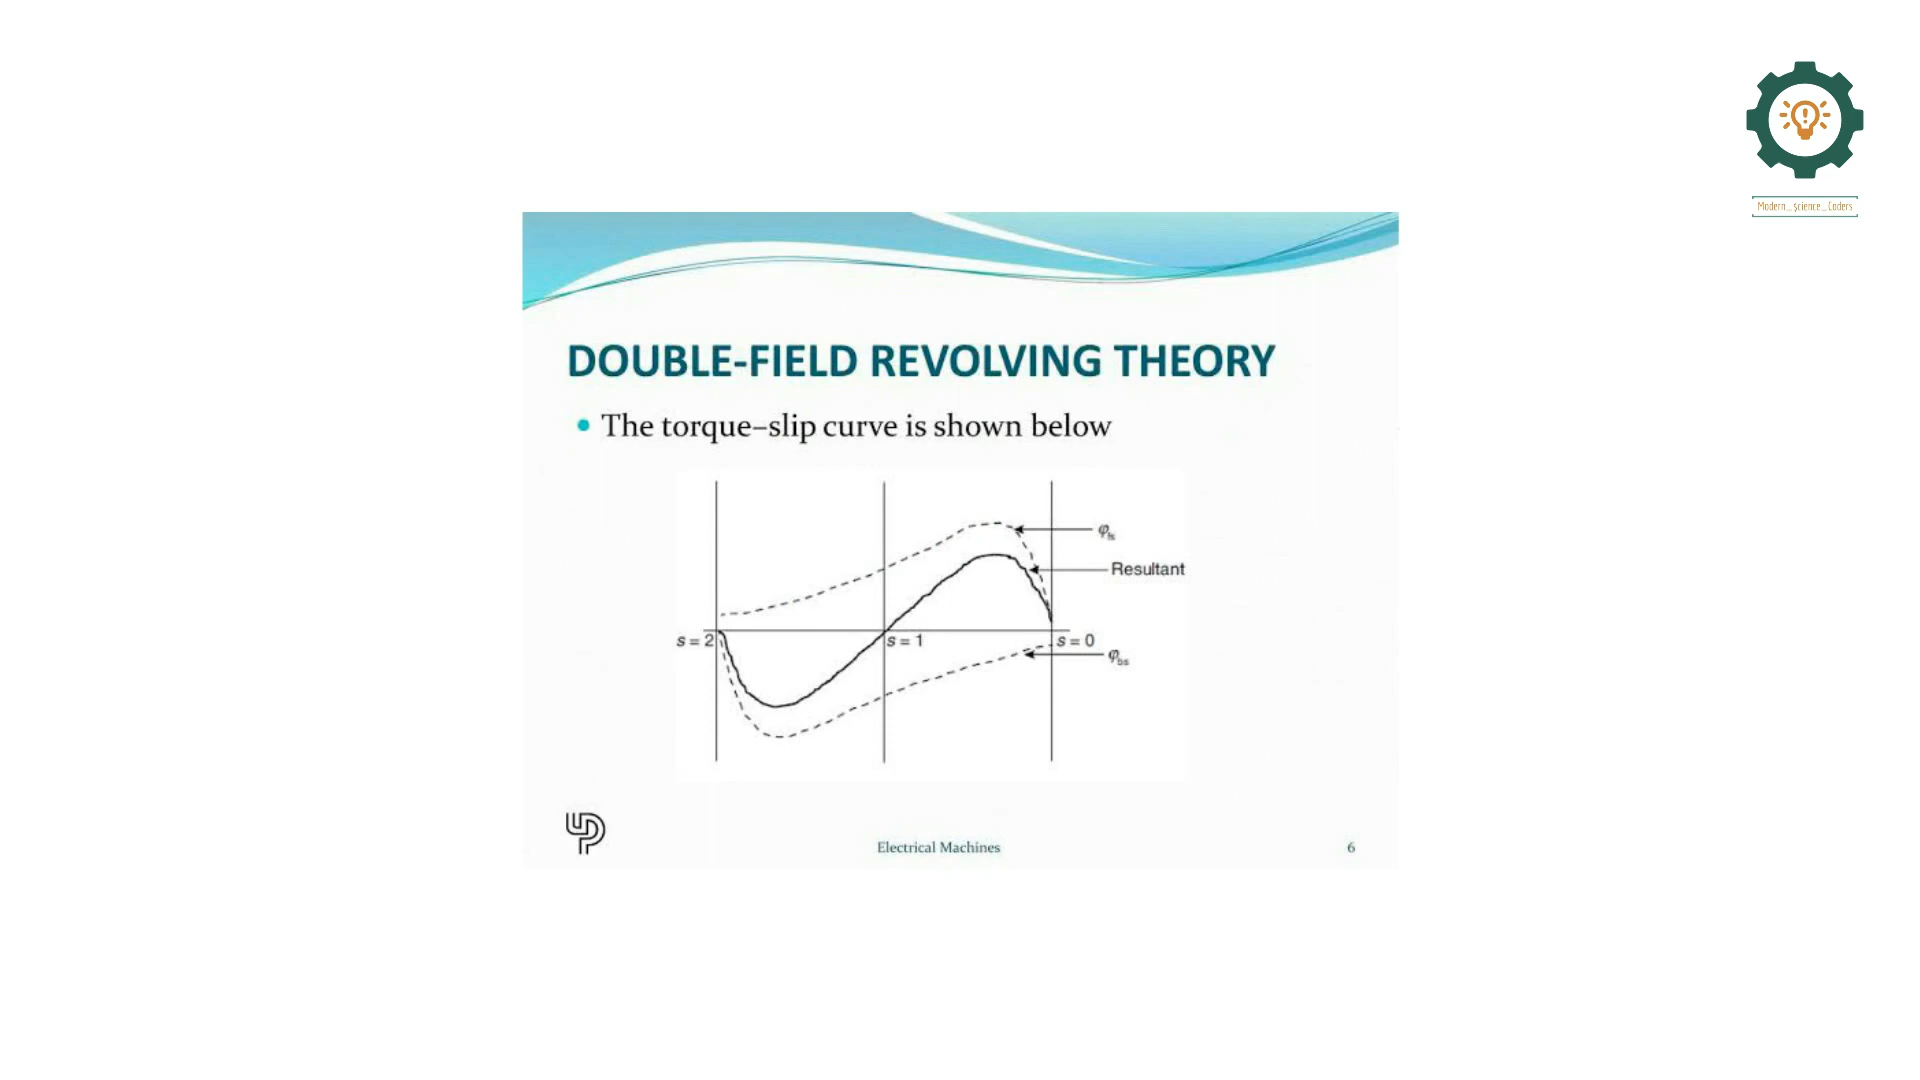 Modern_Science_Coders
DOUBLE-FIELD REVOLVING THEORY
The torque–slip curve is shown below
φfs
Resultant
s = 2
s = 1
s = 0
φbs
Electrical Machines
6